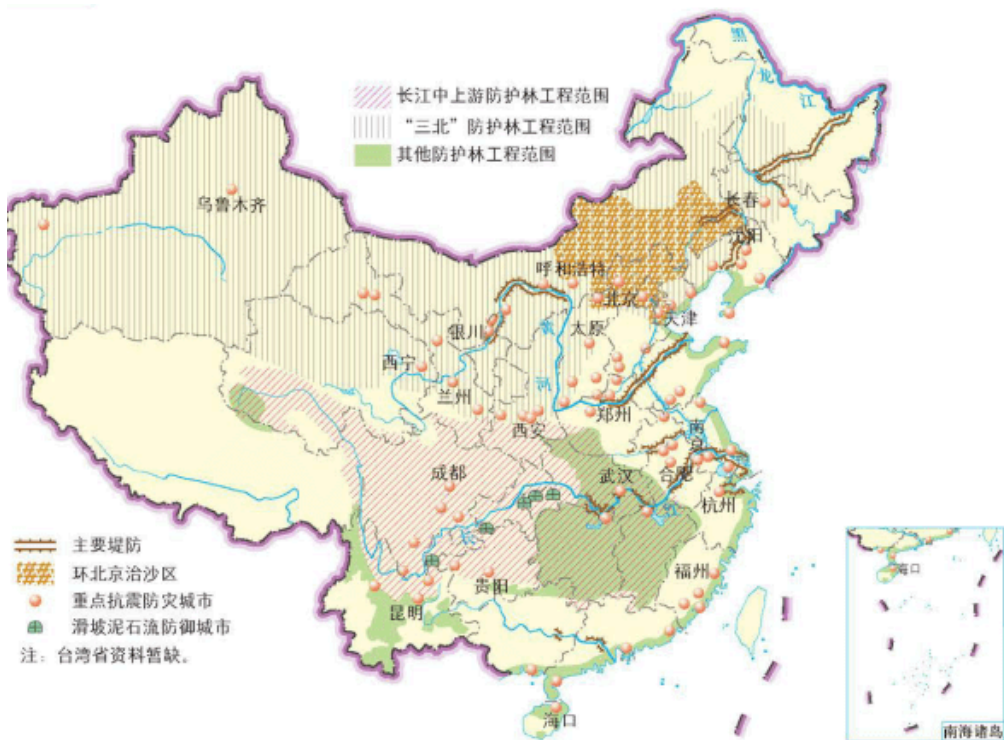 黑
龙
江
长江中上游防护林工程范围
“三北”防护林工程范围
其他防护林工程范围
乌鲁木齐
长春
沈阳
呼和浩特
北京
天津
银川
太原
黄
河
西宁
兰州
西安
郑州
南京
成都
武汉
合肥
杭州
长
江
贵阳
福州
昆明
海口
主要堤防
环北京治沙区
重点抗震防灾城市
滑坡泥石流防御城市
注：台湾省资料暂缺。
海口
南海诸岛